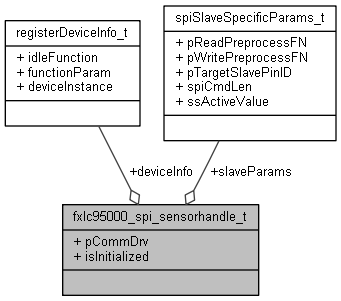 registerDeviceInfo_t
+ idleFunction
+ functionParam
+ deviceInstance
spiSlaveSpecificParams_t
+ pReadPreprocessFN
+ pWritePreprocessFN
+ pTargetSlavePinID
+ spiCmdLen
+ ssActiveValue
+deviceInfo
+slaveParams
fxlc95000_spi_sensorhandle_t
+ pCommDrv
+ isInitialized